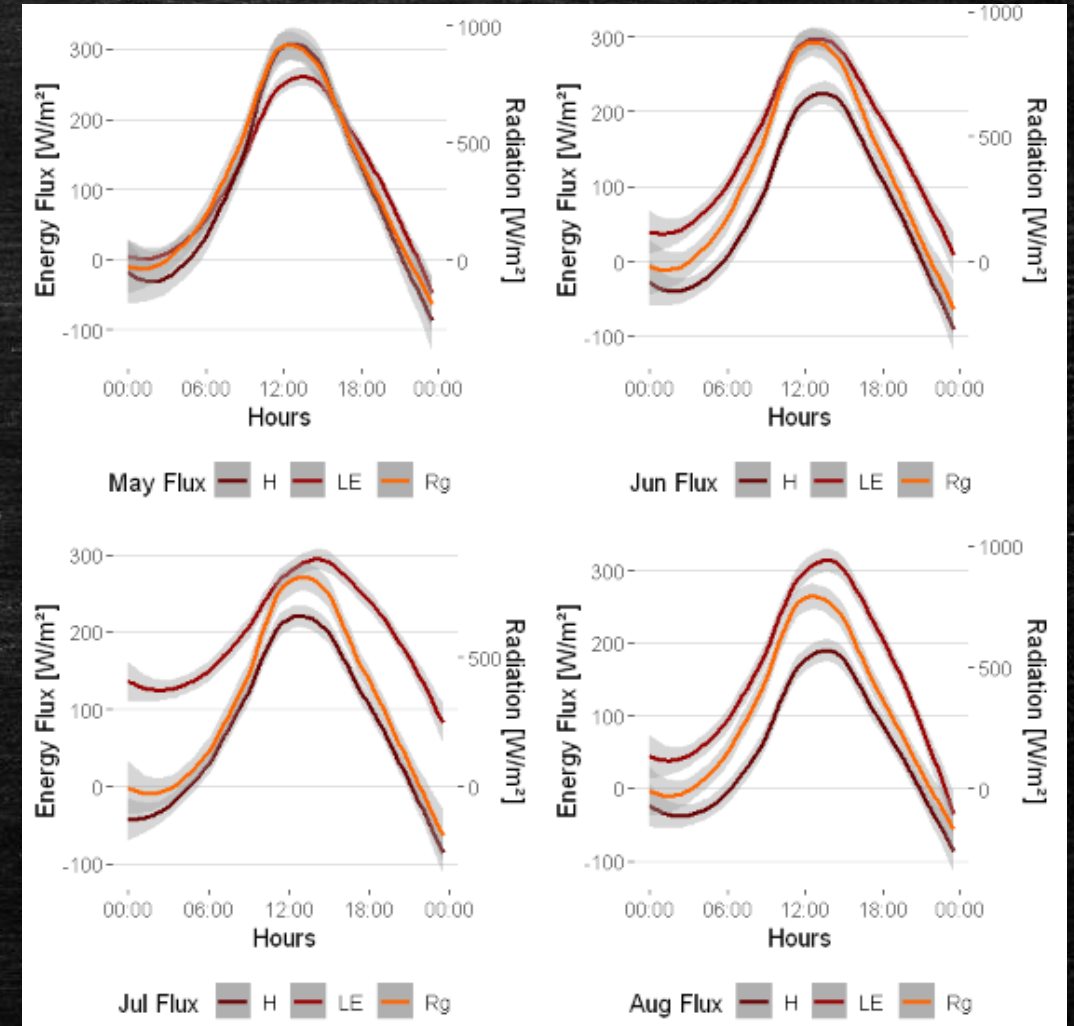 1000
300
200
100
0
-100
500
0
Energy Flux [W/m²]
Radiation [W/m²]
00:00 06:00 12:00 18:00 00:00
Hours
May Flux H LE Rg
1000
300
200
100
0
-100
500
0
Energy Flux [W/m²]
Radiation [W/m²]
00:00 06:00 12:00 18:00 00:00
Hours
Jun Flux H LE Rg
300
200
100
0
-100
500
0
Energy Flux [W/m²]
Radiation [W/m²]
00:00 06:00 12:00 18:00 00:00
Hours
Jul Flux H LE Rg
1000
300
200
100
0
-100
500
0
Energy Flux [W/m²]
Radiation [W/m²]
00:00 06:00 12:00 18:00 00:00
Hours
Aug Flux H LE Rg